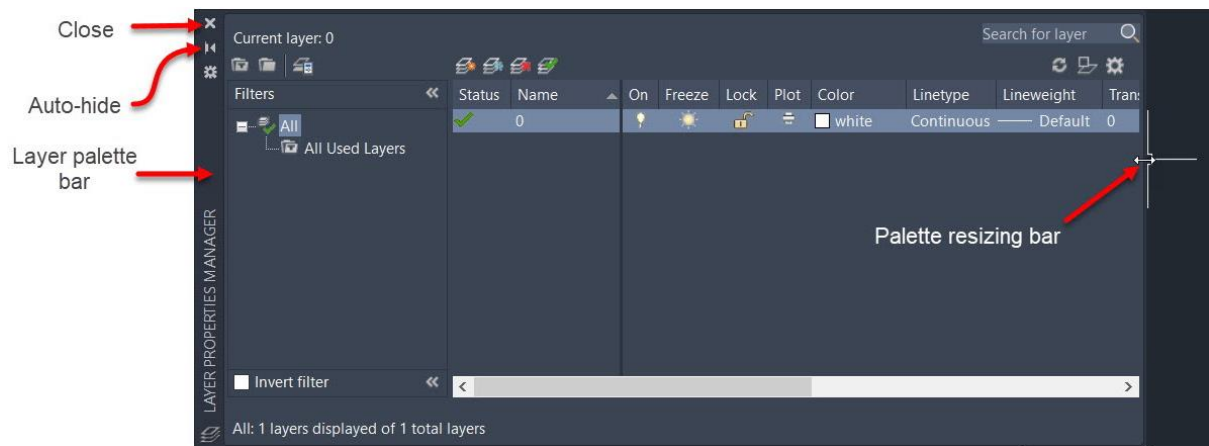 Close
Auto-hide
Layer palette
bar
LAYER PROPERTIES MANAGER
Current layer: 0
Search for layer
Filters
Status Name On Freeze Lock Plot Color Linetype Lineweight Trans
All
0 white Continuous Default 0
All Used Layers
Palette resizing bar
Invert filter
All: 1 layers displayed of 1 total layers